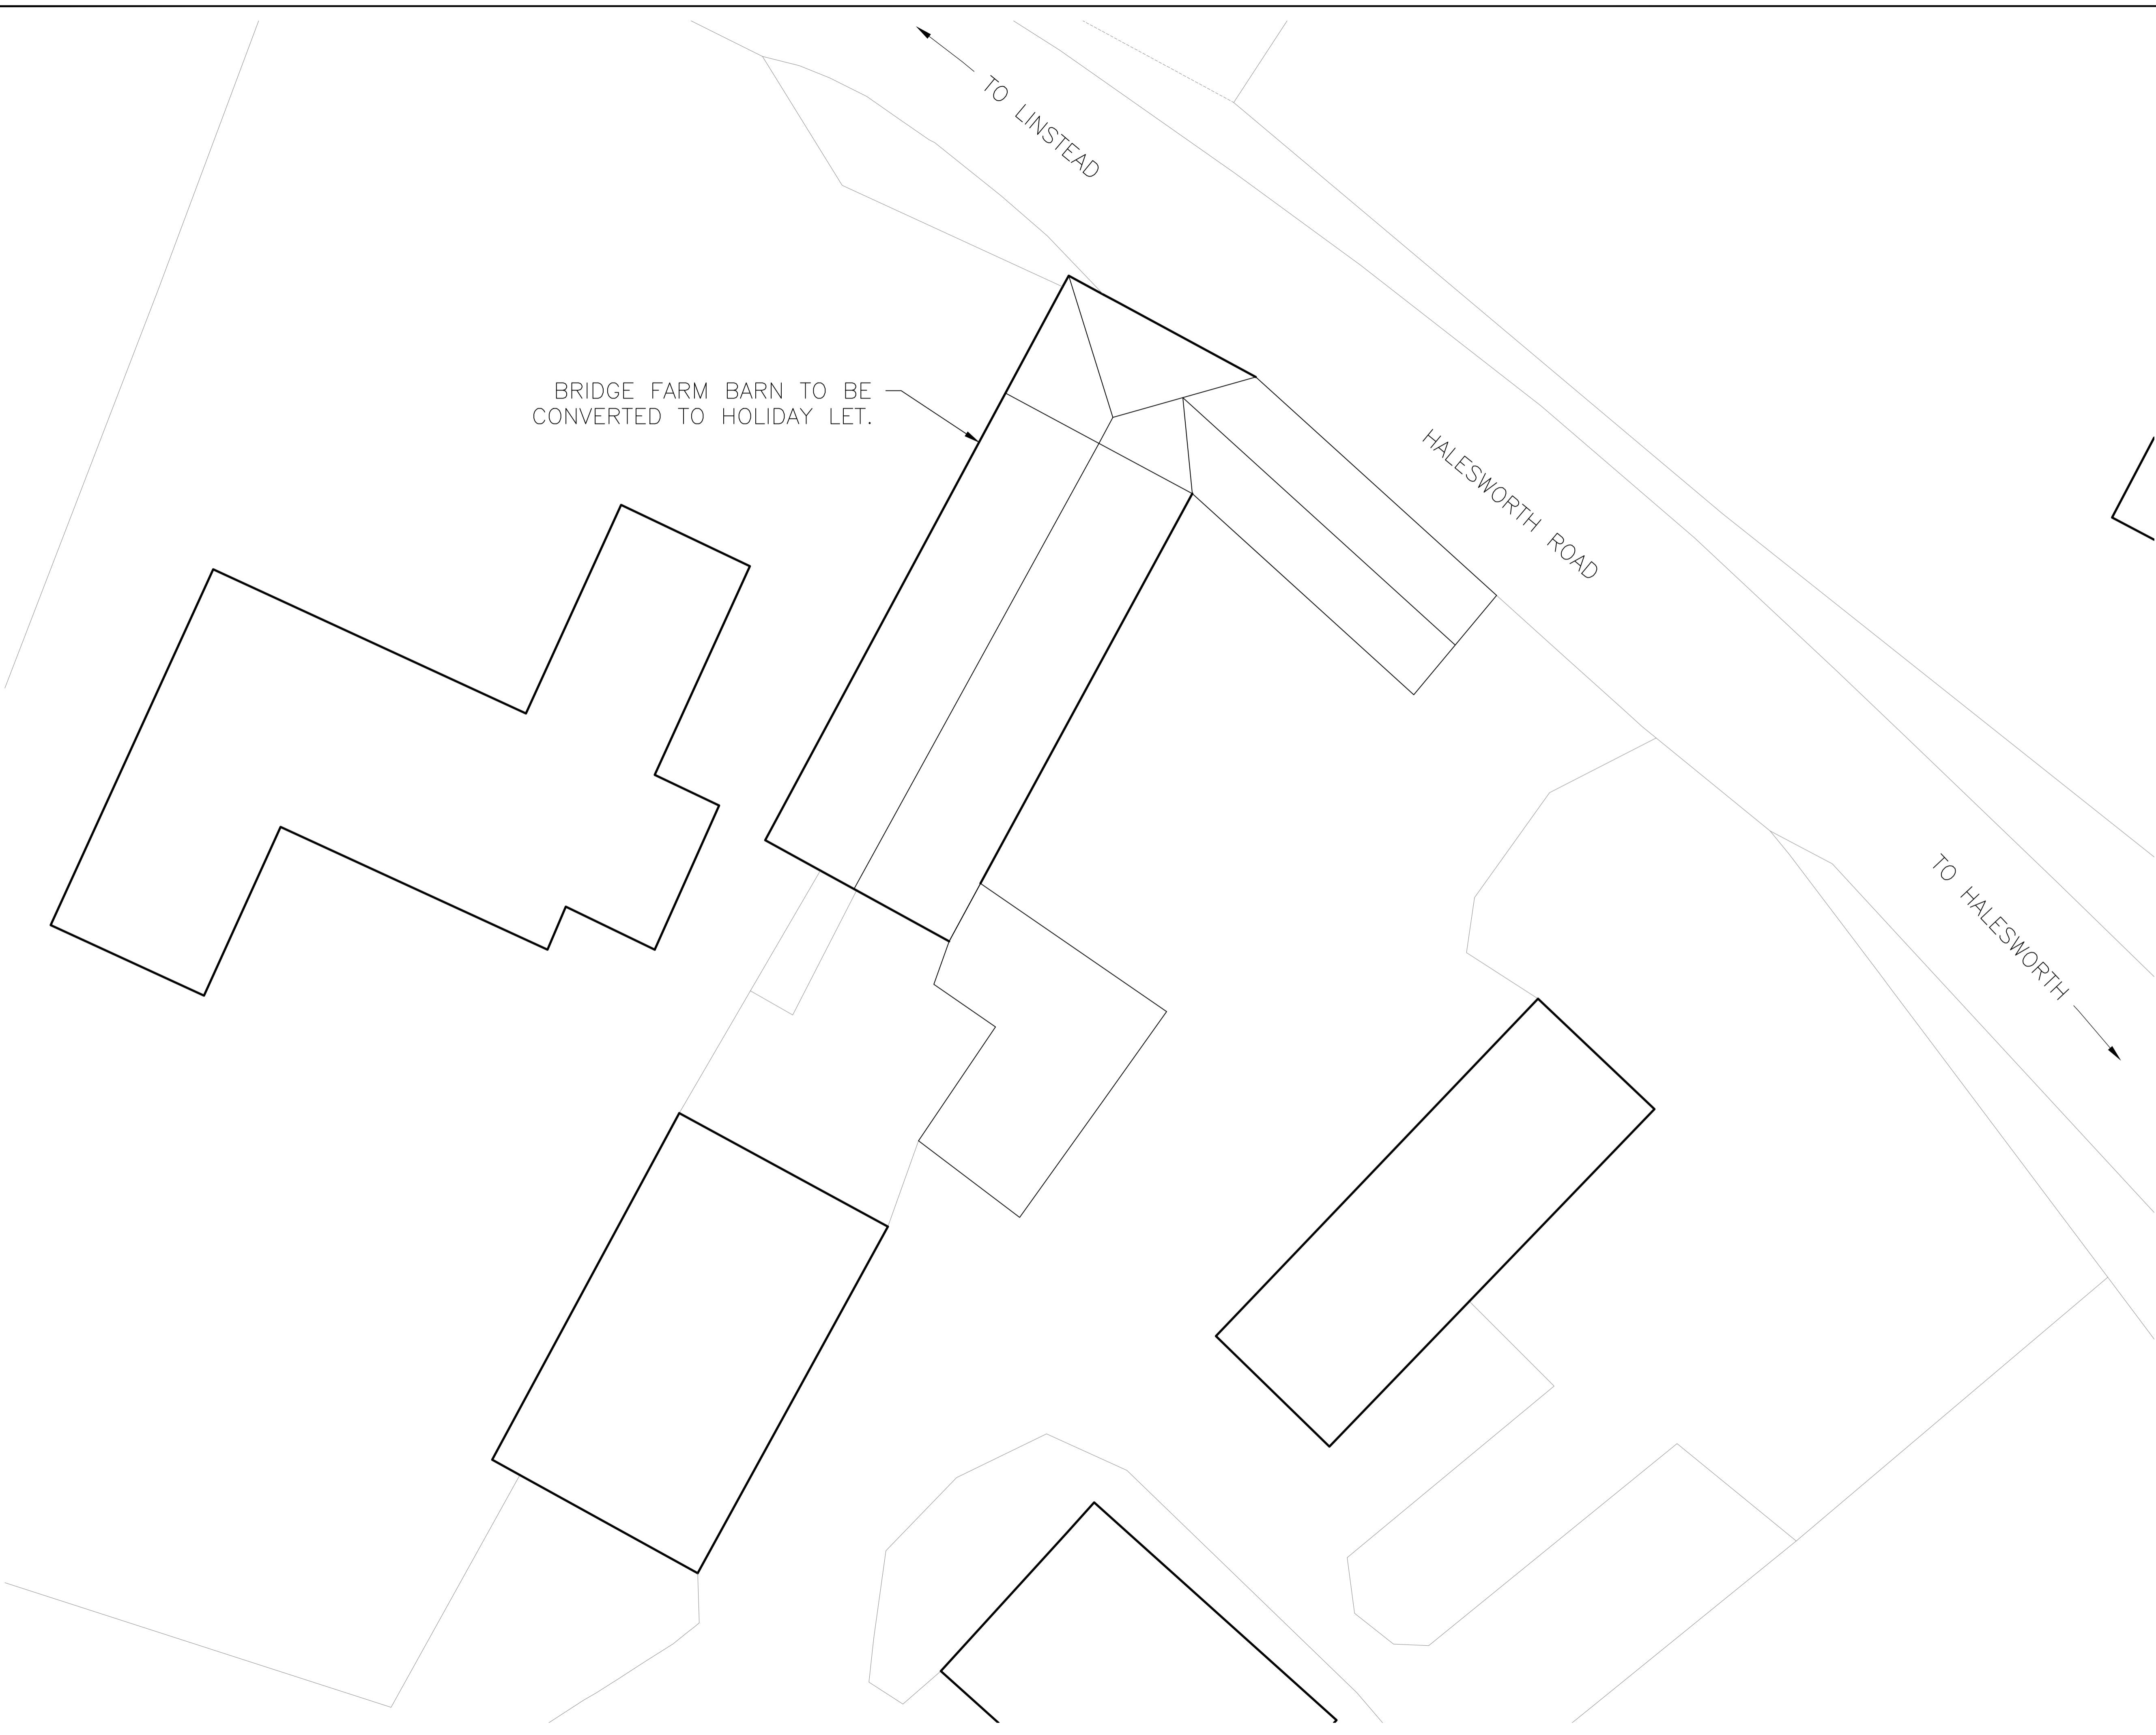 TO LINSTEAD
BRIDGE FARM BARN TO BE
CONVERTED TO HOLIDAY LET.
HALESWORTH ROAD
TO HALESWORTH